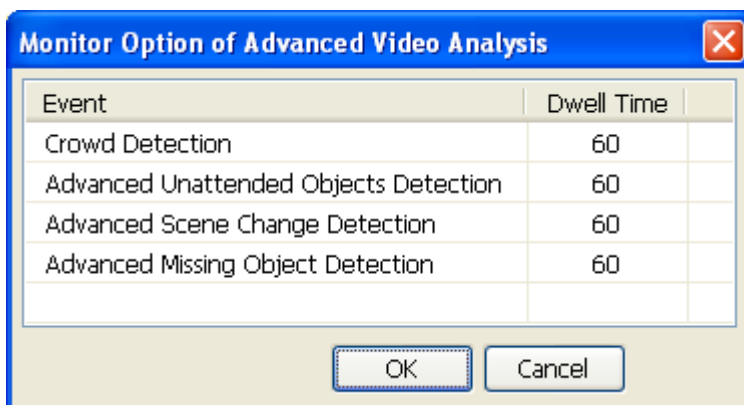 Monitor Option of Advanced Video Analysis
Event Dwell Time
Crowd Detection 60
Advanced Unattended Objects Detection 60
Advanced Scene Change Detection 60
Advanced Missing Object Detection 60
OK Cancel